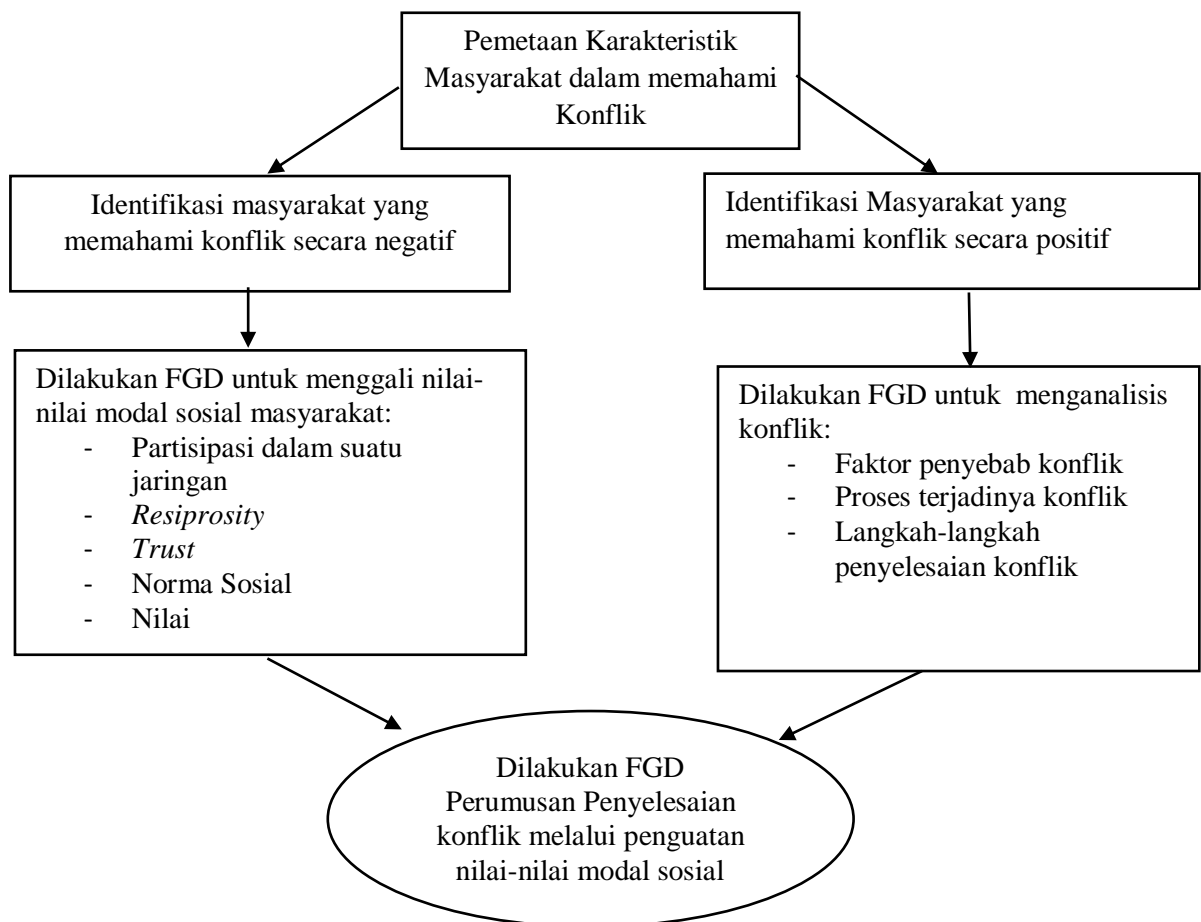 Pemetaan Karakteristik
Masyarakat dalam memahami
Konflik
Identifikasi masyarakat yang
memahami konflik secara negatif
Identifikasi Masyarakat yang
memahami konflik secara positif
Dilakukan FGD untuk menggali nilai-
nilai modal sosial masyarakat:
- Partisipasi dalam suatu
jaringan
- Resiprosity
- Trust
- Norma Sosial
- Nilai
Dilakukan FGD untuk menganalisis
konflik:
- Faktor penyebab konflik
- Proses terjadinya konflik
- Langkah-langkah
penyelesaian konflik
Dilakukan FGD
Perumusan Penyelesaian
konflik melalui penguatan
nilai-nilai modal sosial